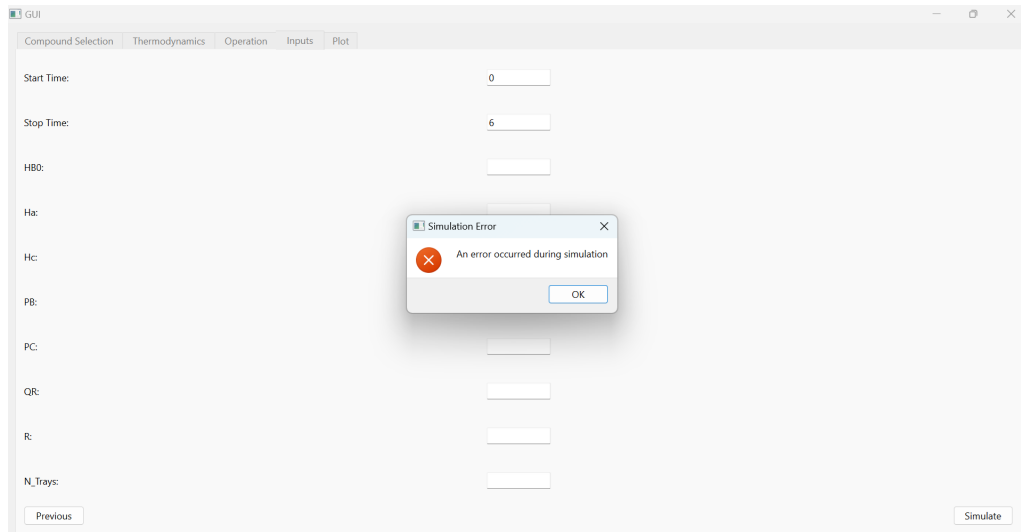 GUI
Compound Selection Thermodynamics Operation Inputs Plot
Start Time: 0
Stop Time: 6
HB0:
Ha:
Simulation Error
Hc:
An error occurred during simulation
OK
PB:
PC:
QR:
R:
N_Trays:
Previous Simulate